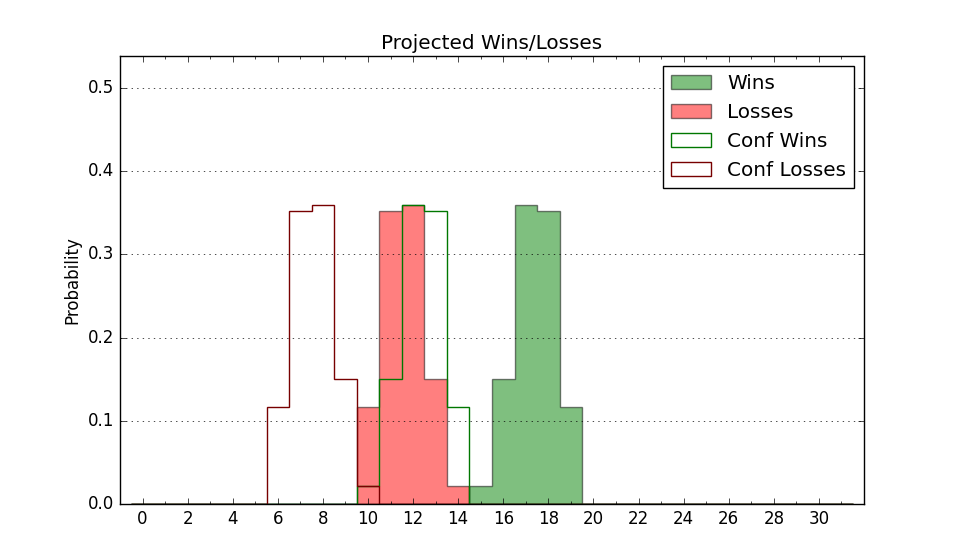 Projected Wins/Losses
Wins
Losses
Conf Wins
Conf Losses
Probability
0.5
0.4
0.3
0.2
0.1
0.0
0 2 4 6 8 10 12 14 16 18 20 22 24 26 28 30